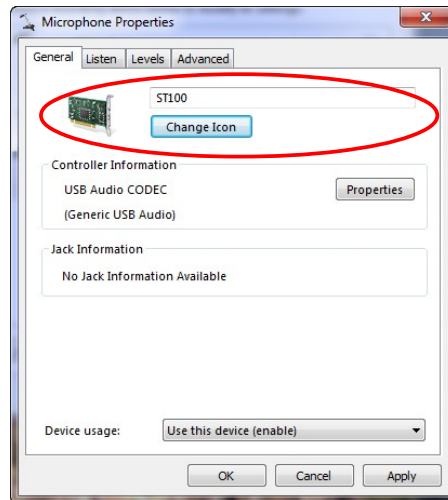 Microphone Properties
General Listen Levels Advanced
ST100
Change Icon
Controller Information
USB Audio CODEC
Properties
(Generic USB Audio)
Jack Information
No Jack Information Available
Device usage: Use this device (enable)
OK Cancel Apply